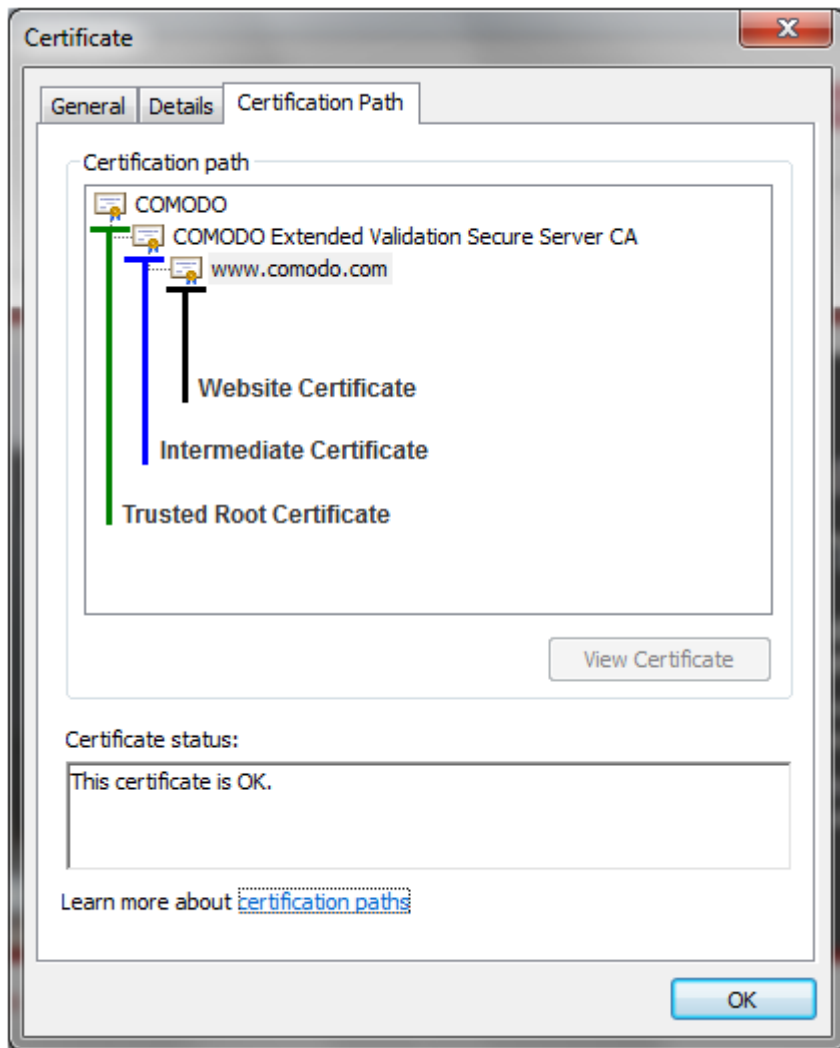 Certificate
General Details Certification Path
Certification path
COMODO
COMODO Extended Validation Secure Server CA
www.comodo.com
Website Certificate
Intermediate Certificate
Trusted Root Certificate
View Certificate
Certificate status:
This certificate is OK.
Learn more about certification paths
OK